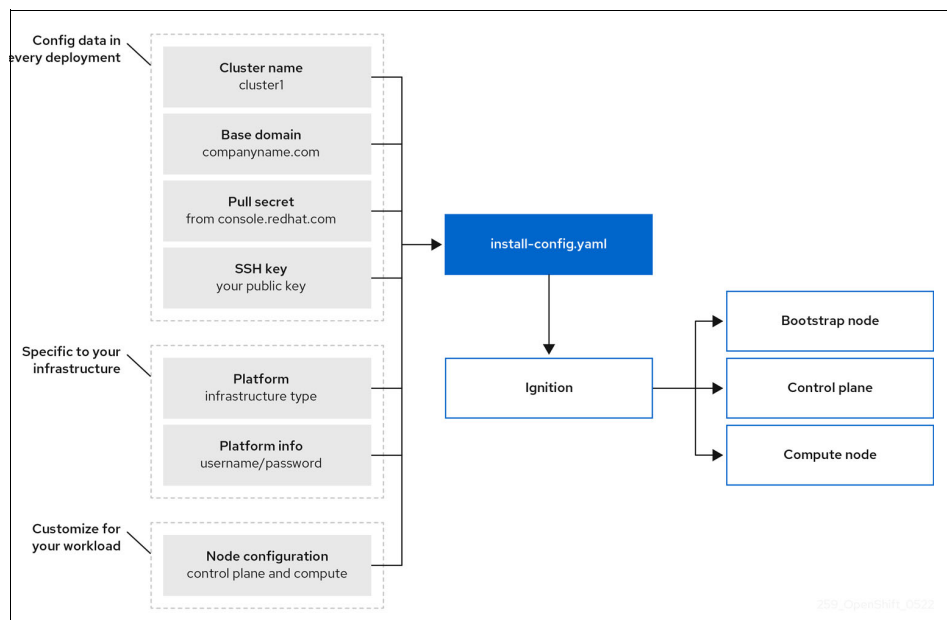 Config data in
every deployment
Cluster name
cluster1
Base domain
companyname.com
Pull secret
from console.redhat.com
SSH key
your public key
Specific to your
infrastructure
Platform
infrastructure type
Platform info
username/password
Customize for
your workload
Node configuration
control plane and compute
install-config.yaml
Ignition
Bootstrap node
Control plane
Compute node
259_OpenShift_0522